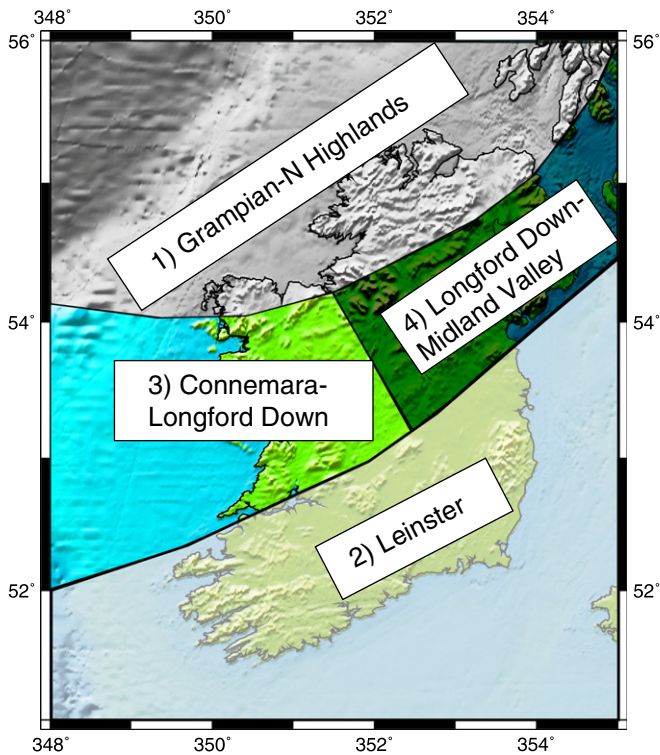 348 350˚ 352˚ 354˚
56˚ 56˚
1) Grampian-N Highlands
4) Longford Down-
Midland Valley
54˚ 54˚
3) Connemara-
Longford Down
2) Leinster
52˚ 52˚
348 350˚ 352˚ 354˚